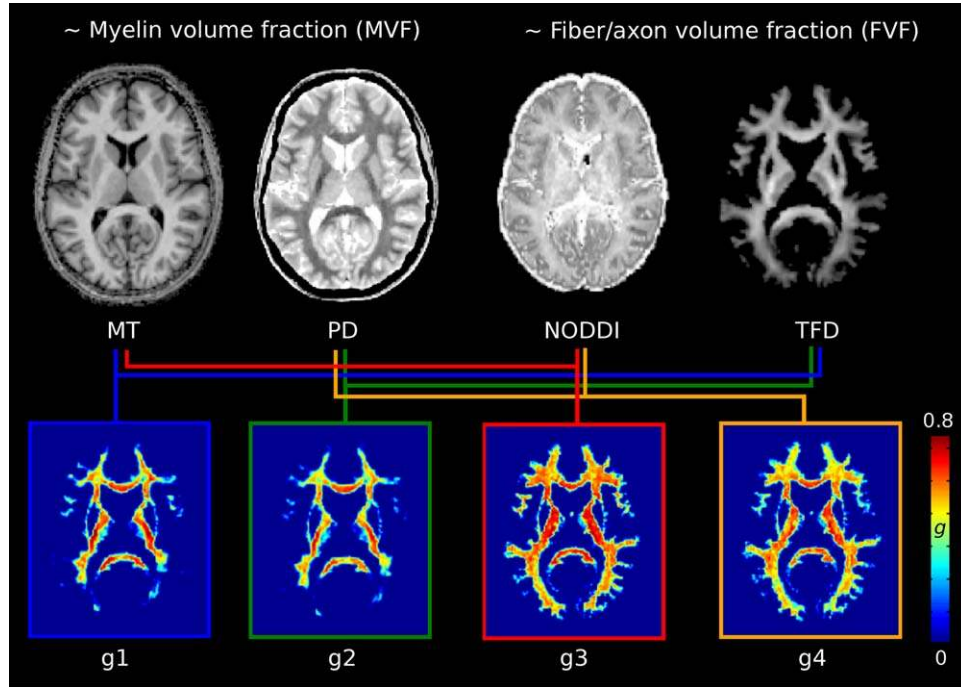 ~ Myelin volume fraction (MVF)
~ Fiber/axon volume fraction (FVF)
MT
PD
NODDI
TFD
0.8
g
0
g1
g2
g3
g4